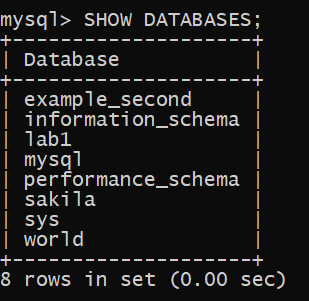 mysql> SHOW DATABASES;
+--------------------+
| Database           |
+--------------------+
| example_second     |
| information_schema |
| lab1               |
| mysql              |
| performance_schema |
| sakila             |
| sys                |
| world              |
+--------------------+
8 rows in set (0.00 sec)